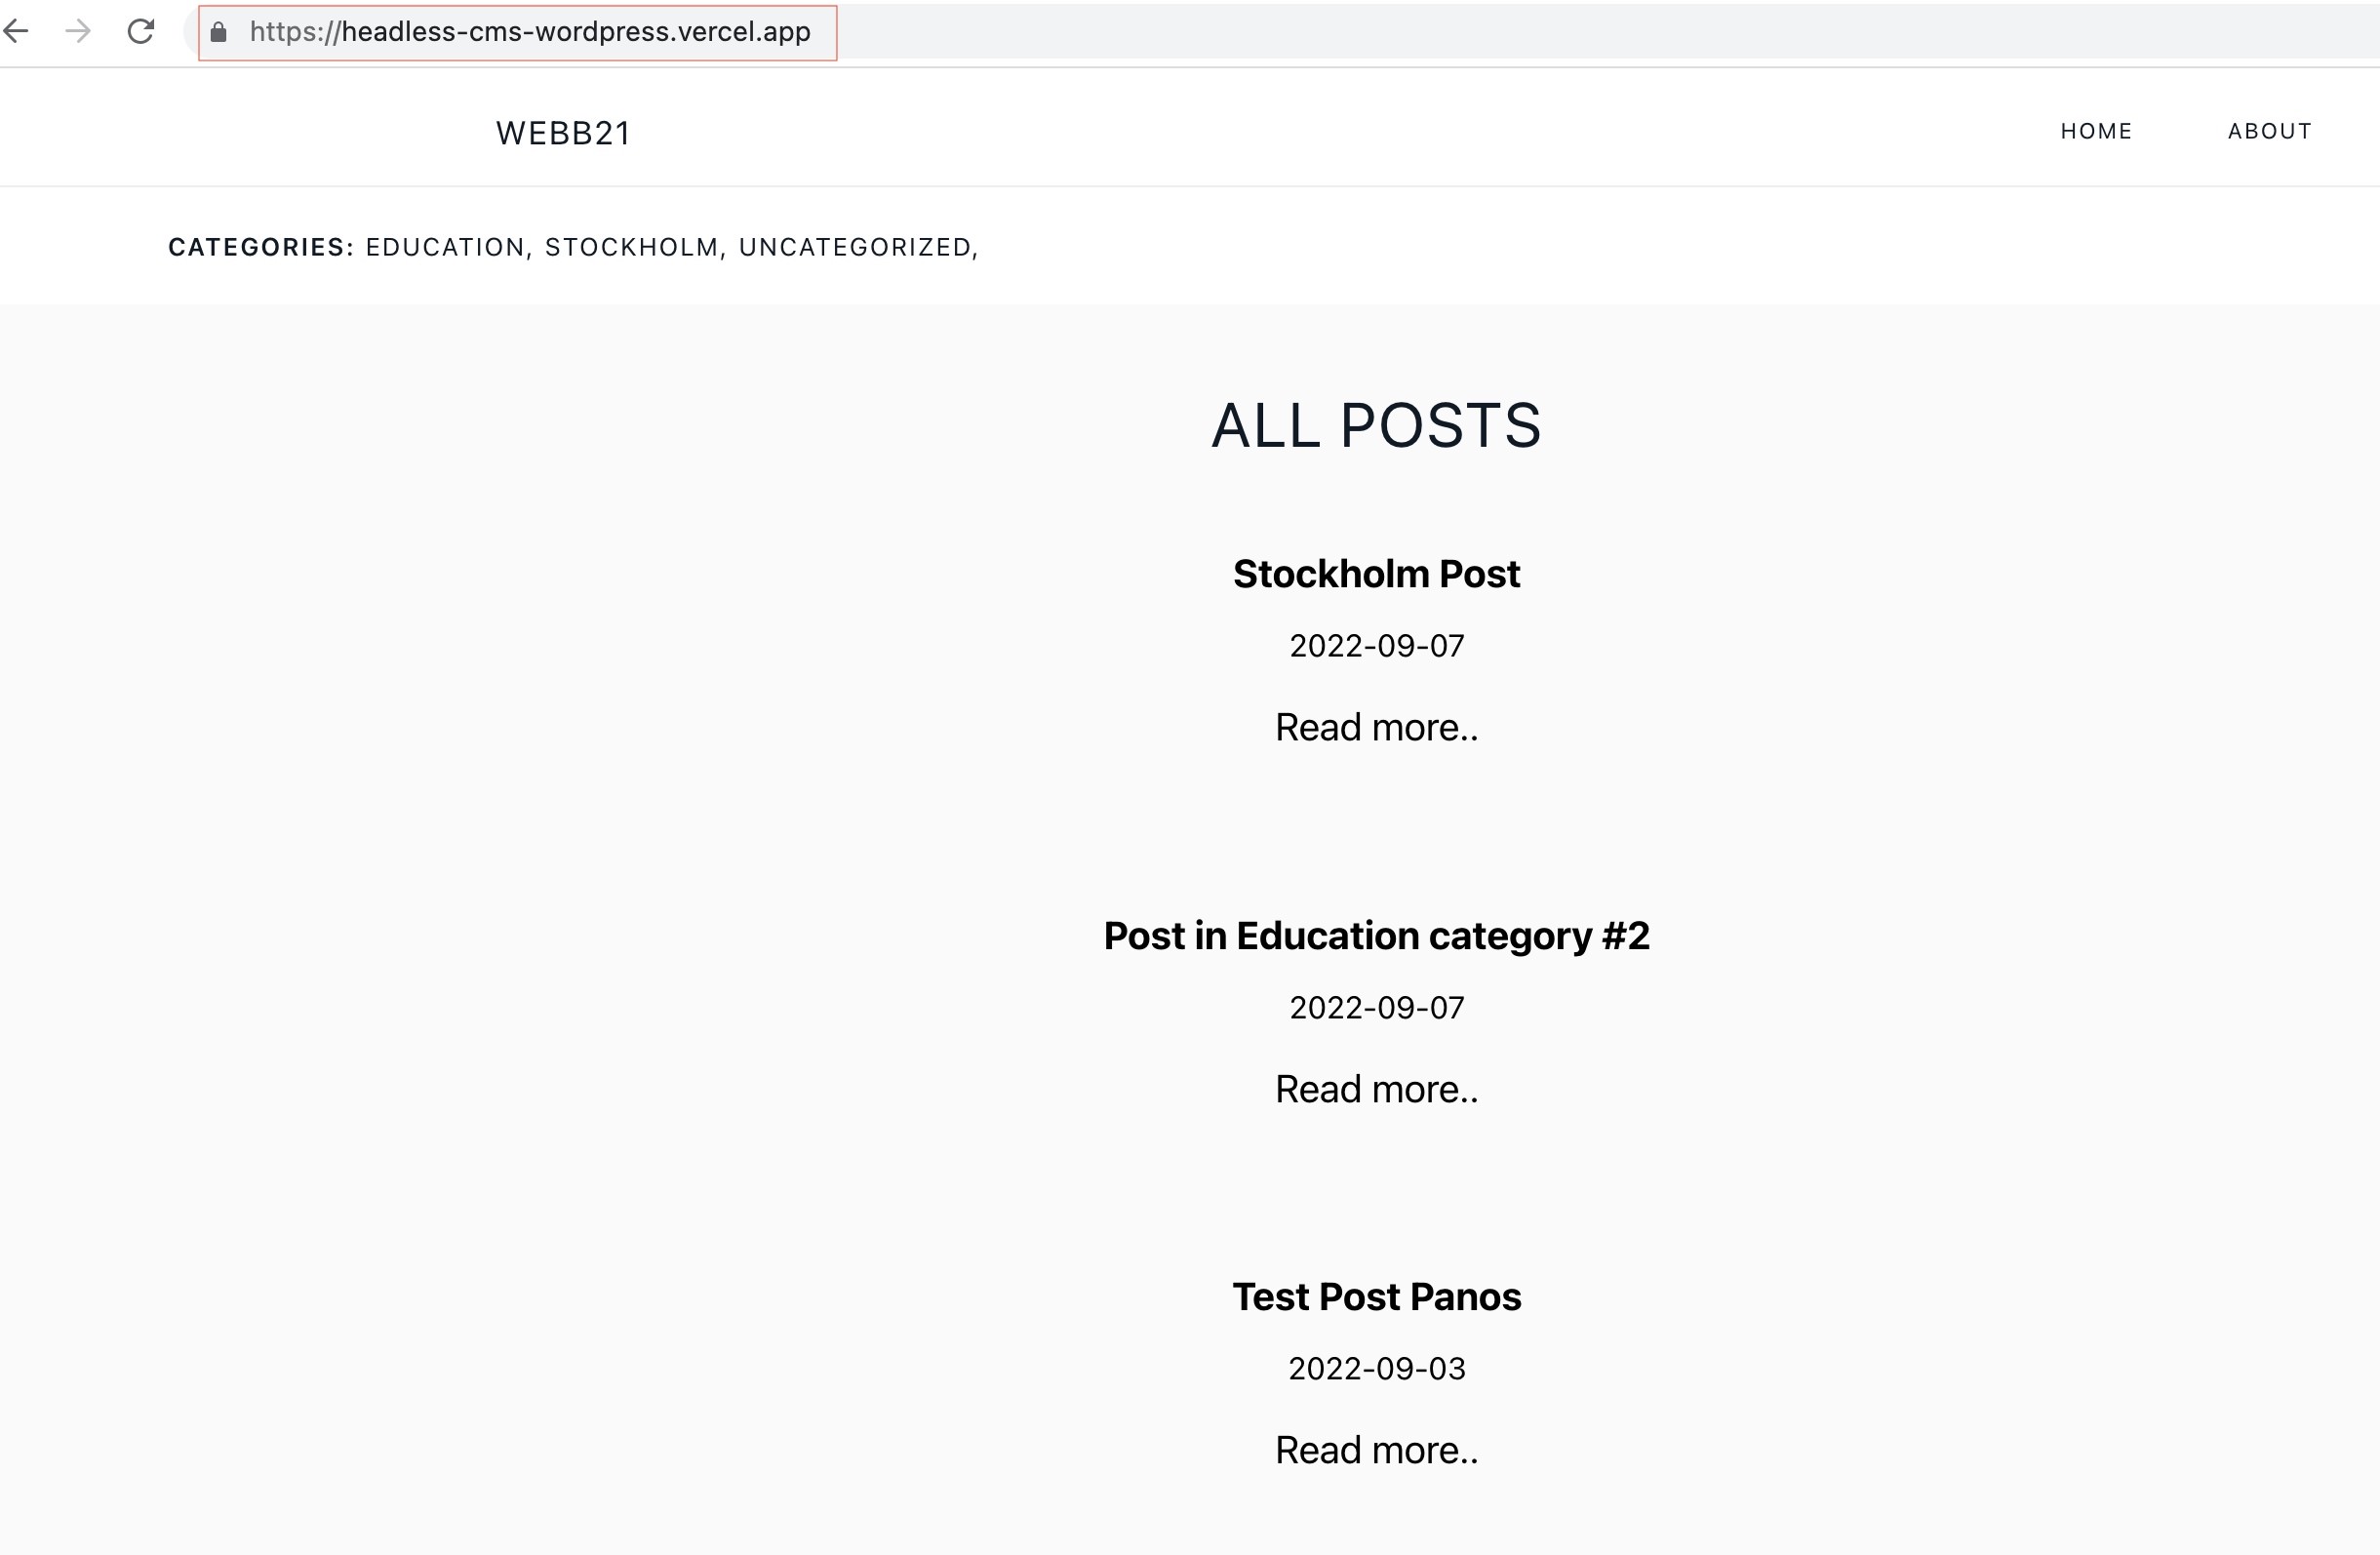 https://headless-cms-wordpress.vercel.app
WEBB21 HOME ABOUT
CATEGORIES: EDUCATION, STOCKHOLM, UNCATEGORIZED,
ALL POSTS
Stockholm Post
2022-09-07
Read more..
Post in Education category #2
2022-09-07
Read more..
Test Post Panos
2022-09-03
Read more..